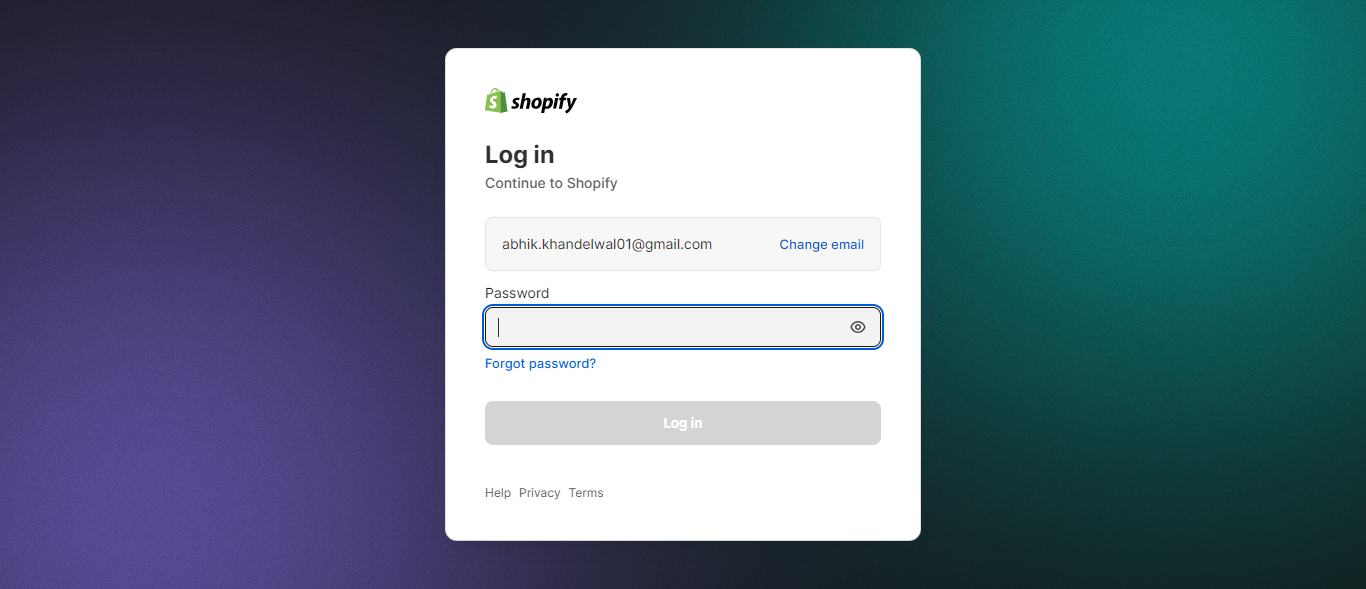 shopify
Log in
Continue to Shopify
abhik.khandelwal01@gmail.com Change email
Password
Forgot password?
Log in
Help Privacy Terms